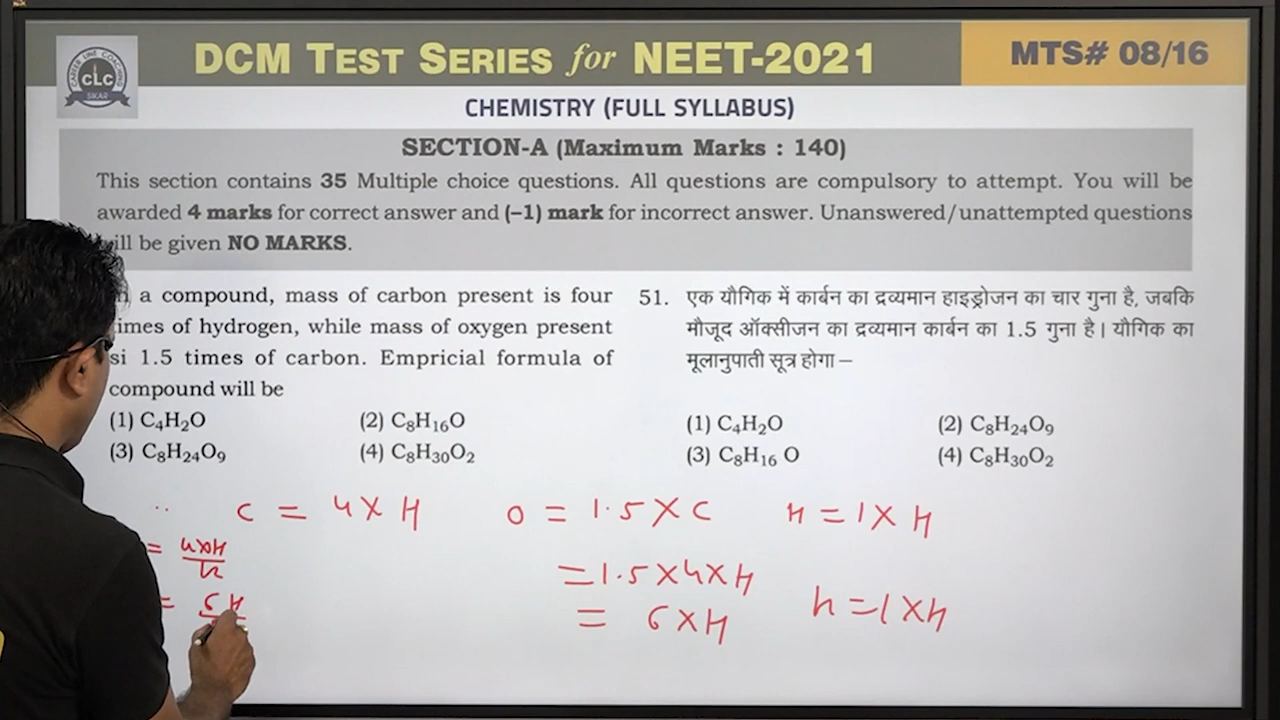 DCM TEST SERIES for NEET-2021
MTS# 08/16
CAREER LINE COACHING
CLC
SIKAR
CHEMISTRY (FULL SYLLABUS)
SECTION-A (Maximum Marks : 140)
This section contains 35 Multiple choice questions. All questions are compulsory to attempt. You will be
awarded 4 marks for correct answer and (–1) mark for incorrect answer. Unanswered/unattempted questions
will be given NO MARKS.
a compound, mass of carbon present is four
times of hydrogen, while mass of oxygen present
si 1.5 times of carbon. Empricial formula of
compound will be
(1) C₄H₂O (2) C₈H₁₆O
(3) C₈H₂₄O₉ (4) C₈H₃₀O₂
51. एक यौगिक में कार्बन का द्रव्यमान हाइड्रोजन का चार गुना है, जबकि
मौजूद ऑक्सीजन का द्रव्यमान कार्बन का 1.5 गुना है। यौगिक का
मूलानुपाती सूत्र होगा –
(1) C₄H₂O (2) C₈H₂₄O₉
(3) C₈H₁₆ O (4) C₈H₃₀O₂
C = 4 X H
O = 1.5 X C
= 1.5 X 4 X H
= 6 X H
H = 1 X H
h = 1 X H